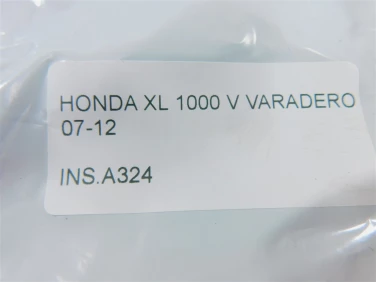 HONDA XL 1000 V VARADERO
07-12
INS.A324